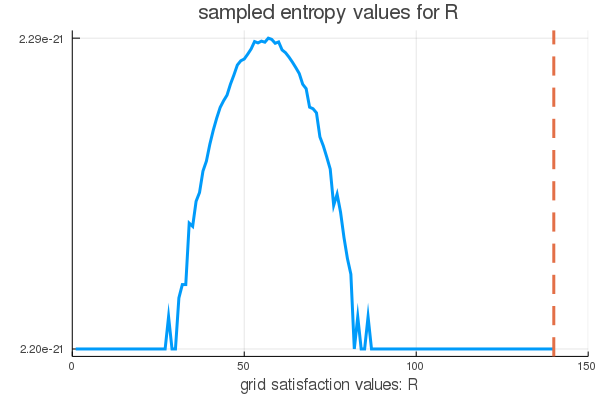 sampled entropy values for R
2.29e-21
2.20e-21
0
50
100
150
grid satisfaction values: R